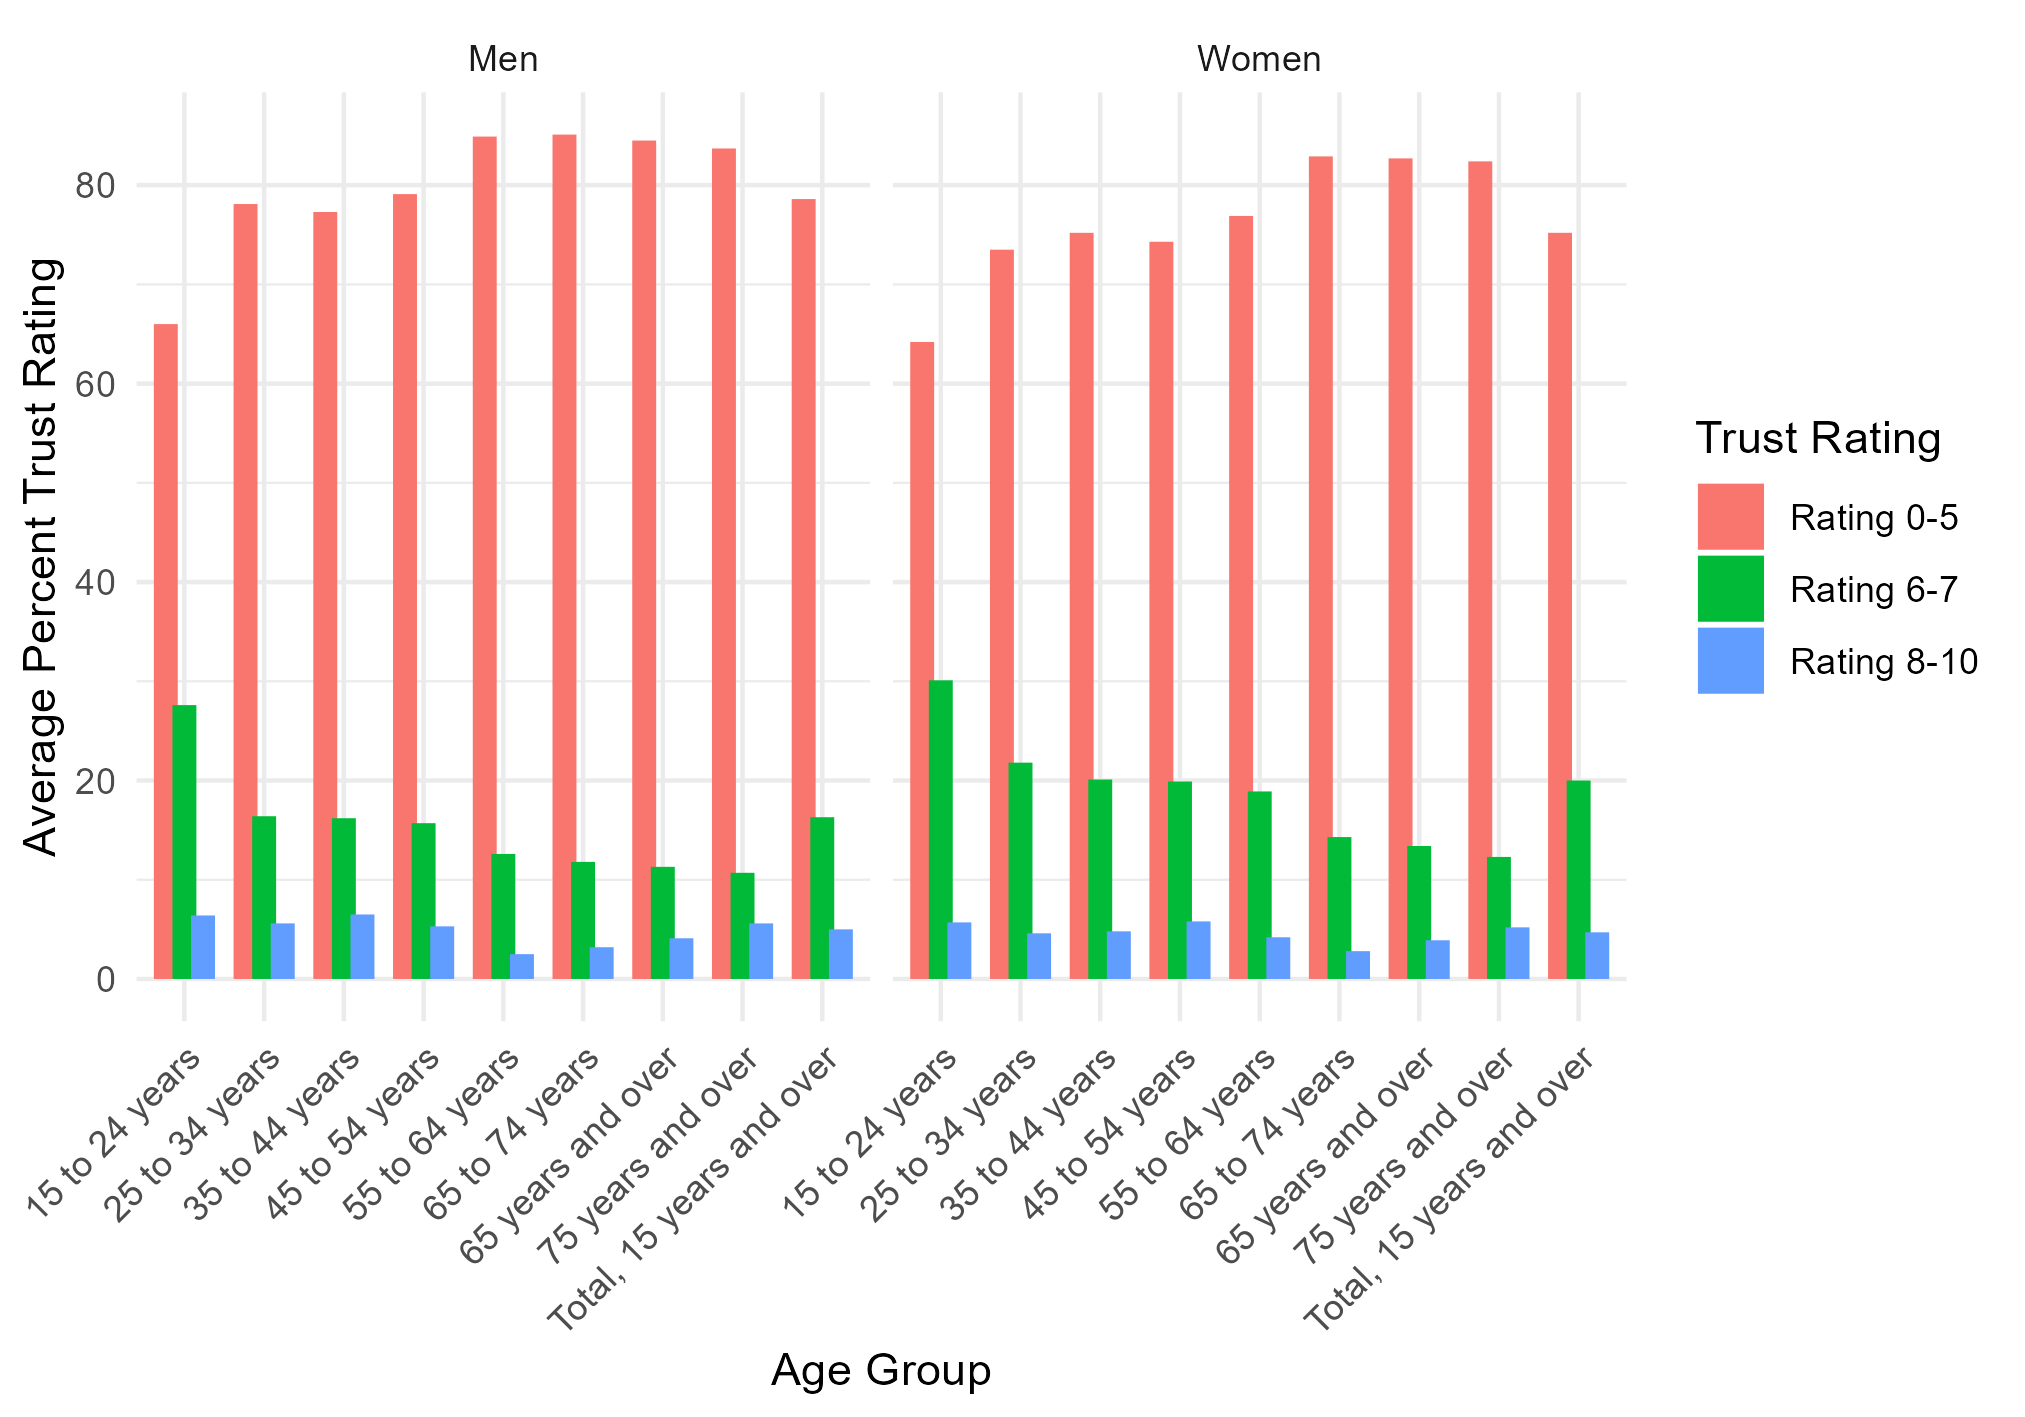 Men
Women
Average Percent Trust Rating
80
60
40
20
0
15 to 24 years
25 to 34 years
35 to 44 years
45 to 54 years
55 to 64 years
65 to 74 years
65 years and over
75 years and over
Total, 15 years and over
15 to 24 years
25 to 34 years
35 to 44 years
45 to 54 years
55 to 64 years
65 to 74 years
65 years and over
75 years and over
Total, 15 years and over
Age Group
Trust Rating
Rating 0-5
Rating 6-7
Rating 8-10